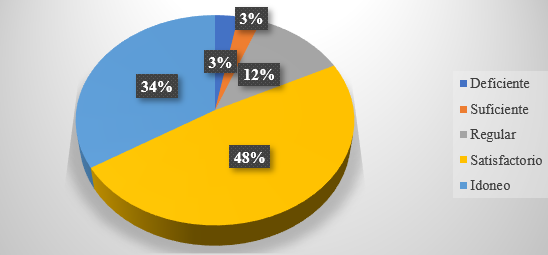 3%
3%
12%
34%
48%
Deficiente
Suficiente
Regular
Satisfactorio
Idoneo